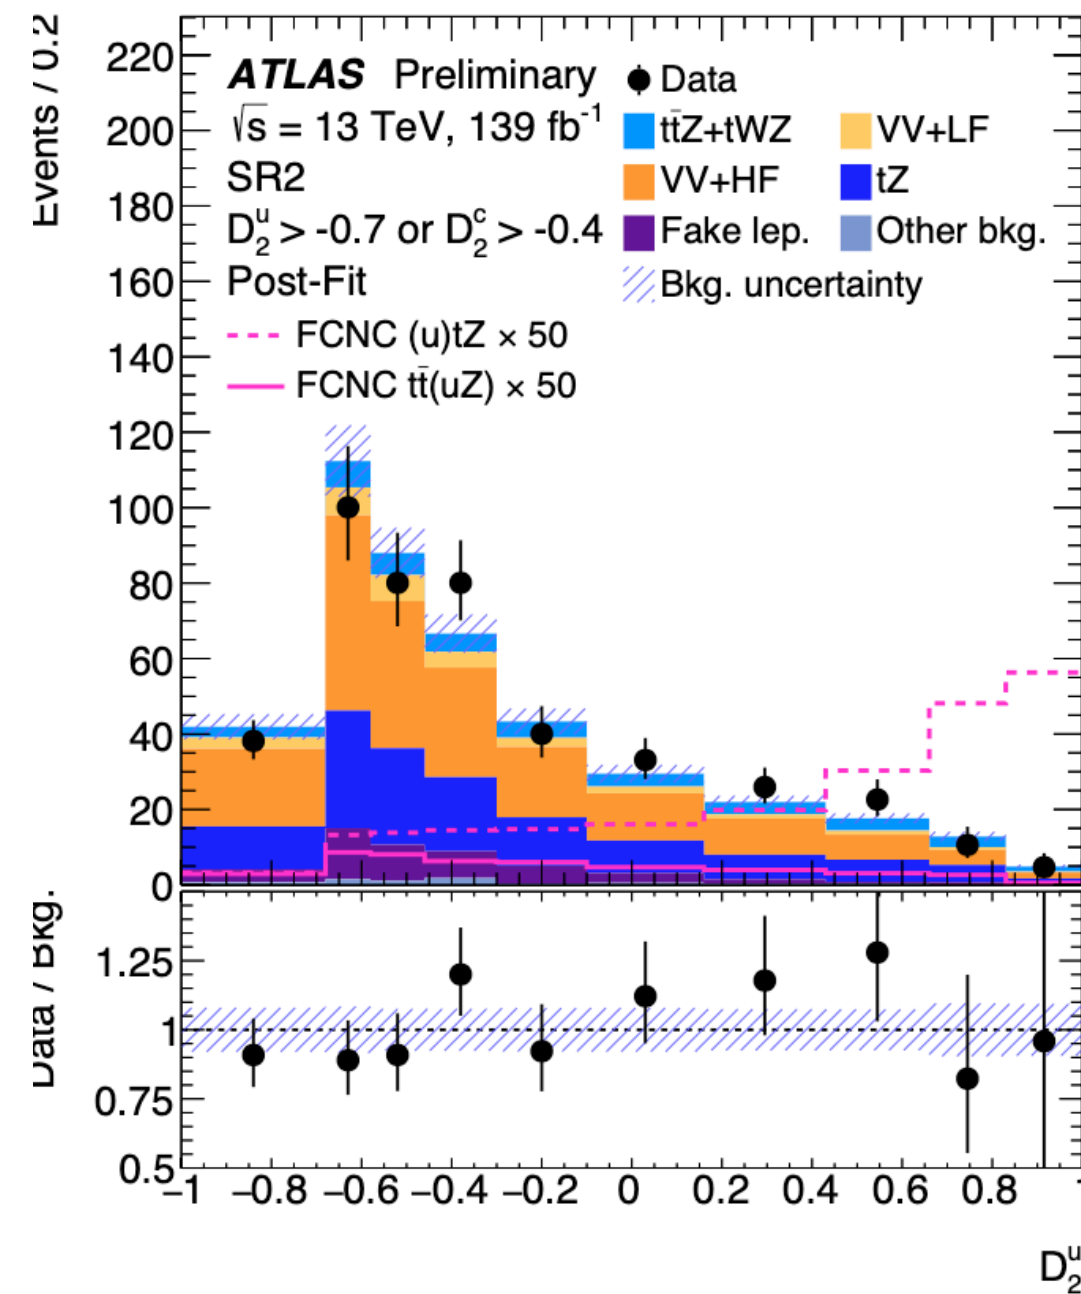 Events / 0.2
220
200
180
160
140
120
100
80
60
40
20
0
ATLAS Preliminary
√s = 13 TeV, 139 fb⁻¹
SR2
D₂ᵘ > -0.7 or D₂ᶜ > -0.4
Post-Fit
FCNC (u)tZ × 50
FCNC tt̄(uZ) × 50
Data
tt̄Z+tWZ
VV+LF
VV+HF
tZ
Fake lep.
Other bkg.
Bkg. uncertainty
Data / Bkg.
1.25
1
0.75
0.5
−1 −0.8 −0.6 −0.4 −0.2 0 0.2 0.4 0.6 0.8
D₂ᵘ